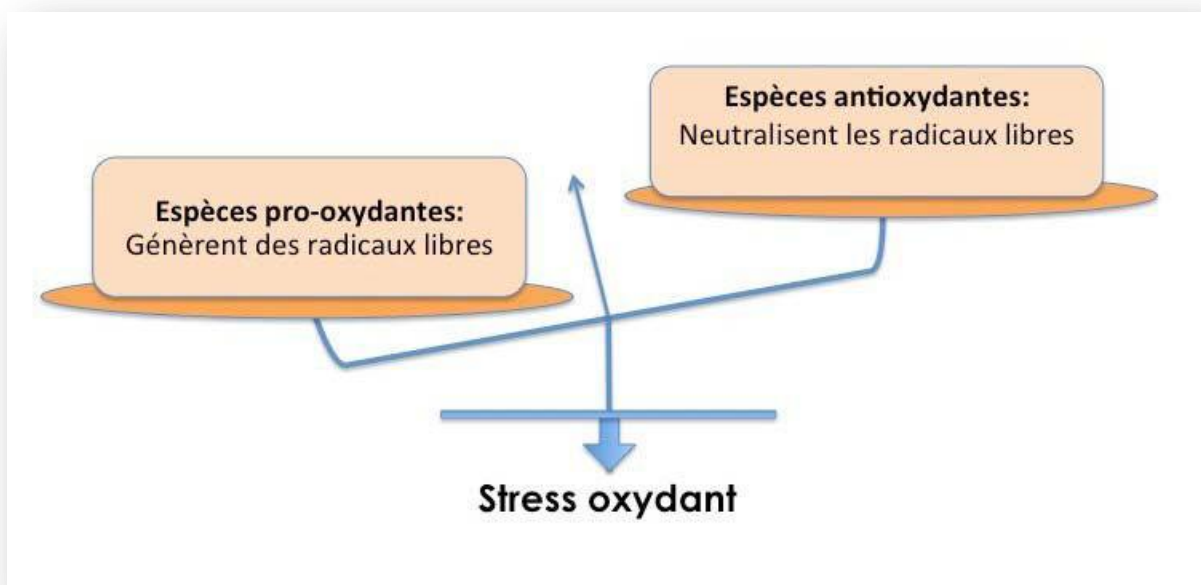 Espèces antioxydantes:
Neutralisent les radicaux libres
Espèces pro-oxydantes:
Génèrent des radicaux libres
Stress oxydant